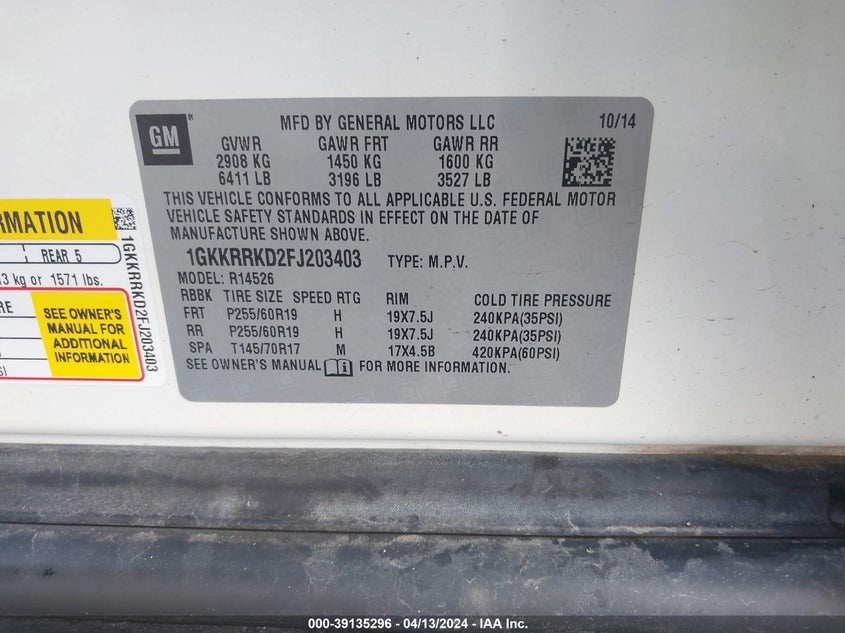 GM
MFD BY GENERAL MOTORS LLC 10/14
GVWR GAWR FRT GAWR RR
2908 KG 1450 KG 1600 KG
6411 LB 3196 LB 3527 LB
THIS VEHICLE CONFORMS TO ALL APPLICABLE U.S. FEDERAL MOTOR
VEHICLE SAFETY STANDARDS IN EFFECT ON THE DATE OF
MANUFACTURE SHOWN ABOVE.
1GKKRRKD2FJ203403 TYPE: M.P.V.
MODEL: R14526
RBBK TIRE SIZE SPEED RTG RIM COLD TIRE PRESSURE
FRT P255/60R19 H 19X7.5J 240KPA(35PSI)
RR P255/60R19 H 19X7.5J 240KPA(35PSI)
SPA T145/70R17 M 17X4.5B 420KPA(60PSI)
SEE OWNER'S MANUAL FOR MORE INFORMATION.
REAR 5
kg or 1571 lbs.
SEE OWNER'S
MANUAL FOR
ADDITIONAL
INFORMATION
1GKKRRKD2FJ203403
000-39135296 - 04/13/2024 - IAA Inc.